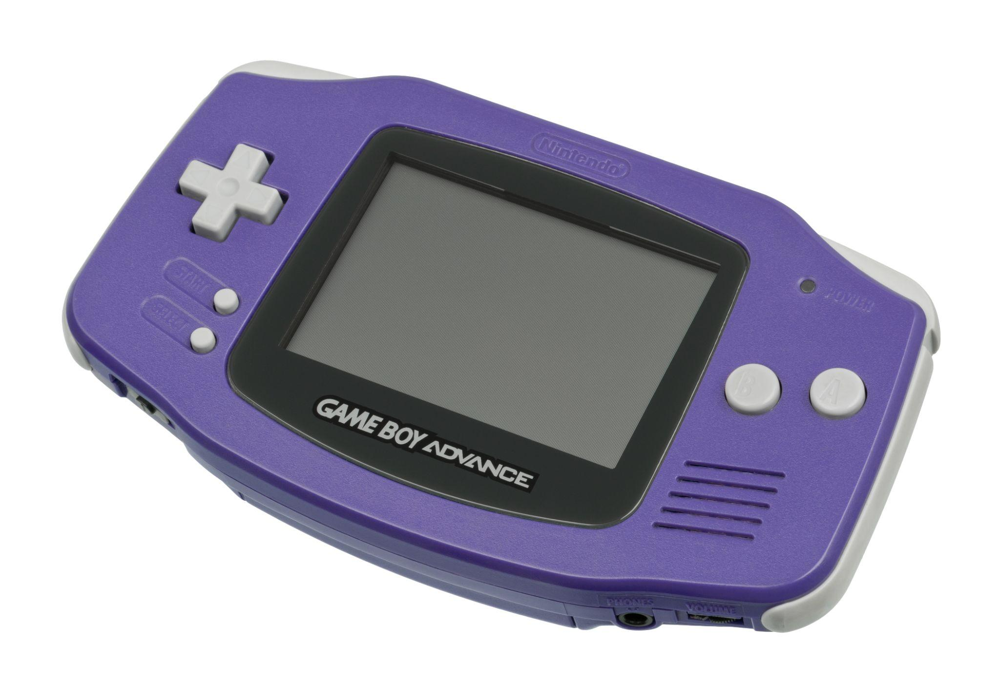 Nintendo®
START
SELECT
POWER
B A
GAME BOY ADVANCE
PHONES
VOLUME